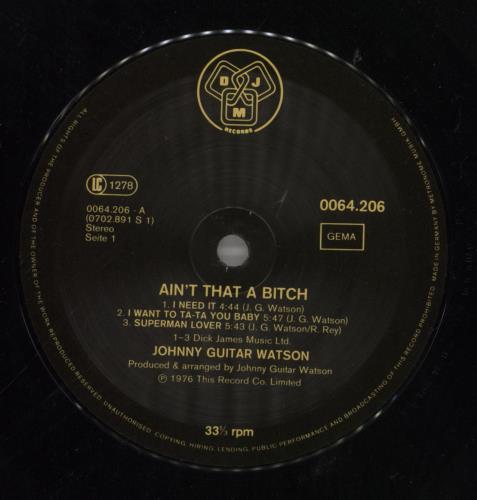 D J M
RECORDS
LC 1278
0064.206 - A
(0702.891 S 1)
Stereo
Seite 1
0064.206
GEMA
AIN'T THAT A BITCH
1. I NEED IT 4:44 (J. G. Watson)
2. I WANT TO TA-TA YOU BABY 5:47 (J. G. Watson)
3. SUPERMAN LOVER 5:43 (J. G. Watson/R. Rey)
1–3 Dick James Music Ltd.
JOHNNY GUITAR WATSON
Produced & arranged by Johnny Guitar Watson
℗ 1976 This Record Co. Limited
33⅓ rpm
ALL RIGHTS OF THE PRODUCER AND OF THE OWNER OF THE WORK REPRODUCED RESERVED. UNAUTHORISED COPYING, HIRING, LENDING, PUBLIC PERFORMANCE AND BROADCASTING OF THIS RECORD PROHIBITED. MADE IN GERMANY BY METRONOME MUSIK GMBH